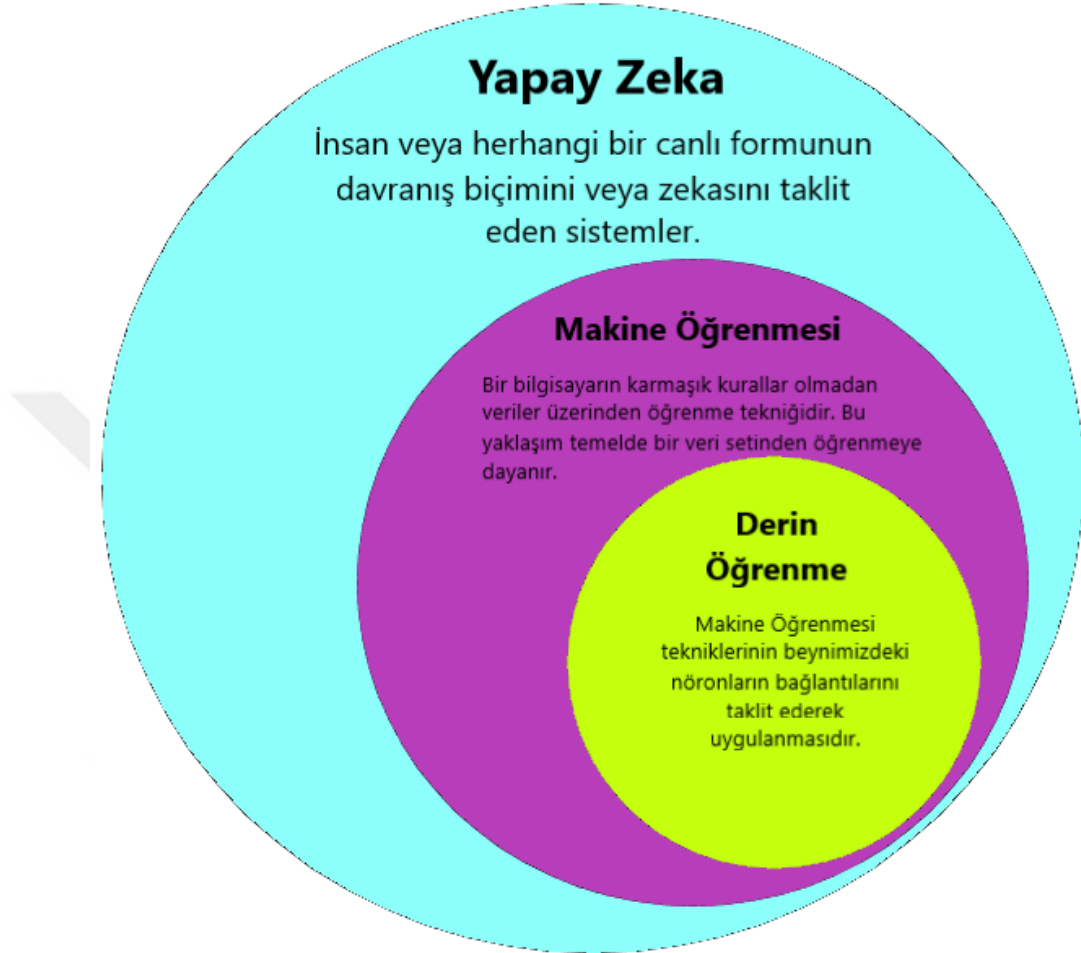 Yapay Zeka
İnsan veya herhangi bir canlı formunun
davranış biçimini veya zekasını taklit
eden sistemler.
Makine Öğrenmesi
Bir bilgisayarın karmaşık kurallar olmadan
veriler üzerinden öğrenme tekniğidir. Bu
yaklaşım temelde bir veri setinden öğrenmeye
dayanır.
Derin
Öğrenme
Makine Öğrenmesi
tekniklerinin beynimizdeki
nöronların bağlantılarını
taklit ederek
uygulanmasıdır.